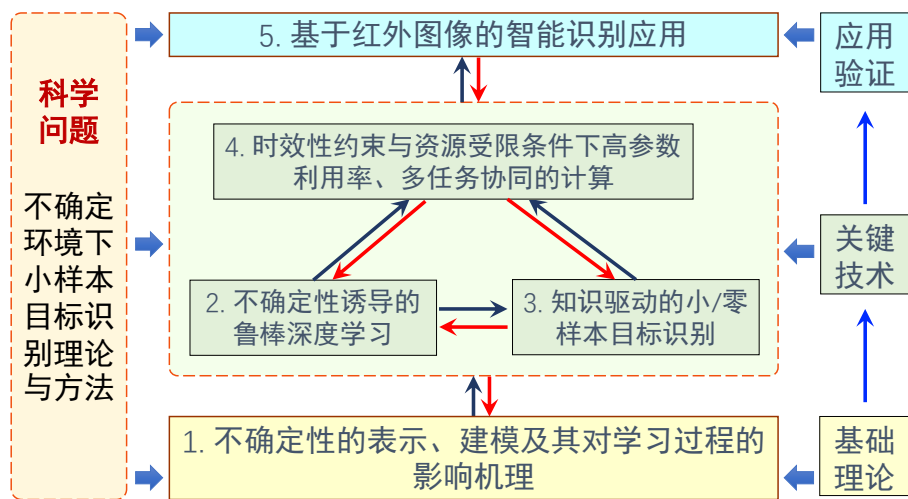 科学
问题
不确定
环境下
小样本
目标识
别理论
与方法
5. 基于红外图像的智能识别应用
4. 时效性约束与资源受限条件下高参数
利用率、多任务协同的计算
2. 不确定性诱导的
鲁棒深度学习
3. 知识驱动的小/零
样本目标识别
1. 不确定性的表示、建模及其对学习过程的
影响机理
应用
验证
关键
技术
基础
理论